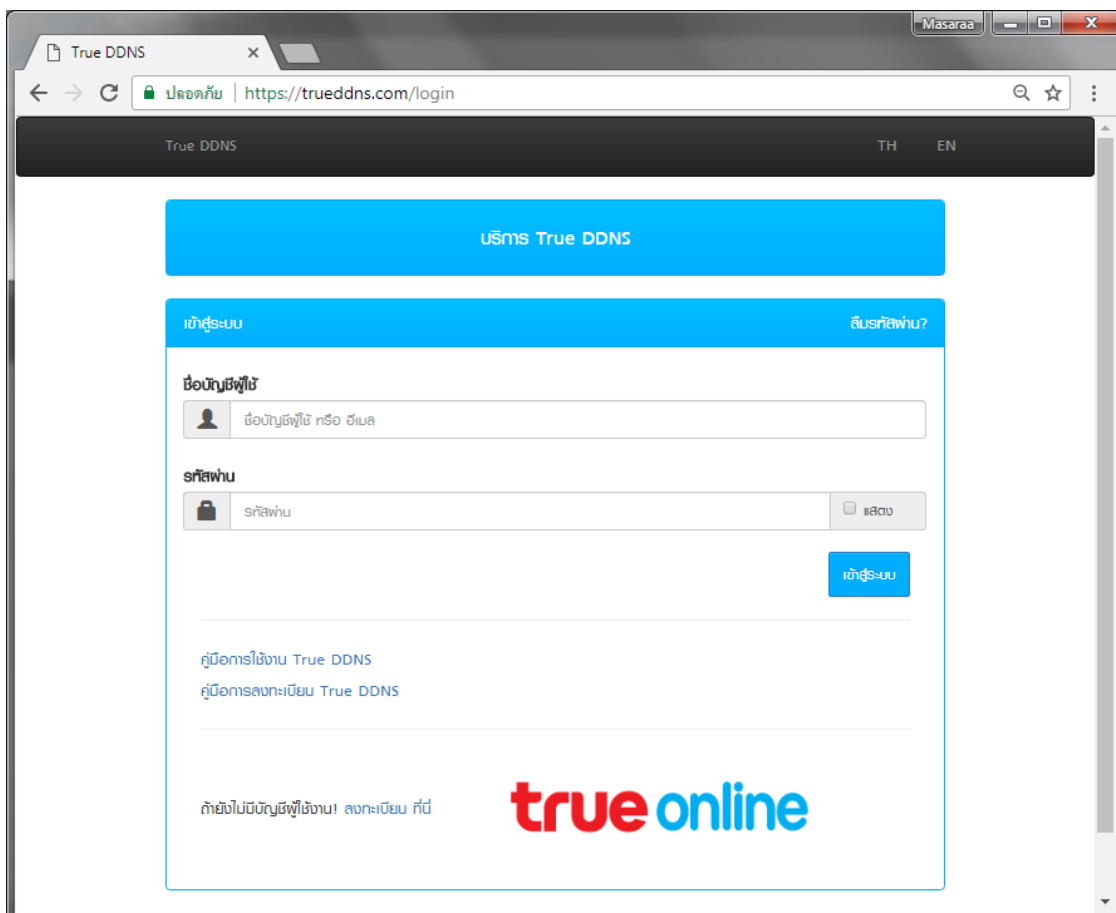 Masaraa
True DDNS
ปลอดภัย | https://trueddns.com/login
True DDNS TH EN
บริการ True DDNS
เข้าสู่ระบบ ลืมรหัสผ่าน?
ชื่อบัญชีผู้ใช้
ชื่อบัญชีผู้ใช้ หรือ อีเมล
รหัสผ่าน
รหัสผ่าน แสดง
เข้าสู่ระบบ
คู่มือการใช้งาน True DDNS
คู่มือการลงทะเบียน True DDNS
ถ้ายังไม่มีบัญชีผู้ใช้งาน! ลงทะเบียน ที่นี่
true online